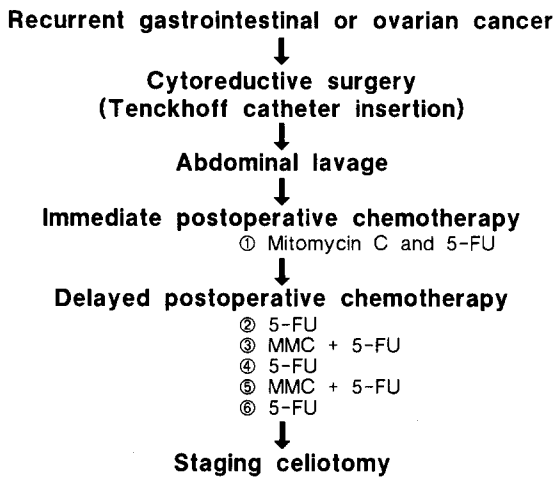 Recurrent gastrointestinal or ovarian cancer
Cytoreductive surgery
(Tenckhoff catheter insertion)
Abdominal lavage
Immediate postoperative chemotherapy
① Mitomycin C and 5-FU
Delayed postoperative chemotherapy
② 5-FU
③ MMC + 5-FU
④ 5-FU
⑤ MMC + 5-FU
⑥ 5-FU
Staging celiotomy